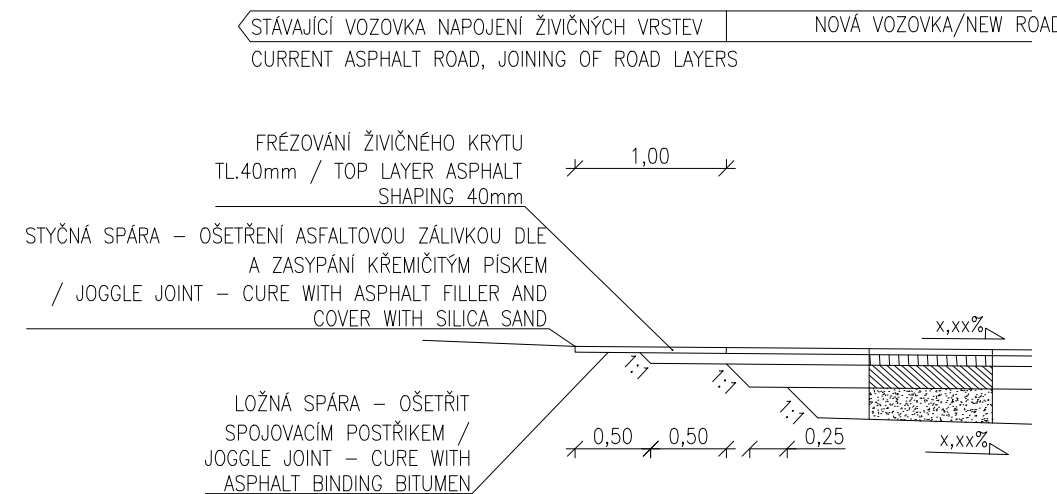 STÁVAJÍCÍ VOZOVKA NAPOJENÍ ŽIVIČNÝCH VRSTEV
NOVÁ VOZOVKA/NEW ROAD
CURRENT ASPHALT ROAD, JOINING OF ROAD LAYERS
FRÉZOVÁNÍ ŽIVIČNÉHO KRYTU
TL.40mm / TOP LAYER ASPHALT
SHAPING 40mm
1,00
STYČNÁ SPÁRA – OŠETŘENÍ ASFALTOVOU ZÁLIVKOU DLE
A ZASYPÁNÍ KŘEMIČITÝM PÍSKEM
/ JOGGLE JOINT – CURE WITH ASPHALT FILLER AND
COVER WITH SILICA SAND
x,xx%
1:1
1:1
1:1
LOŽNÁ SPÁRA – OŠETŘIT
SPOJOVACÍM POSTŘIKEM /
JOGGLE JOINT – CURE WITH
ASPHALT BINDING BITUMEN
0,50
0,50
0,25
x,xx%